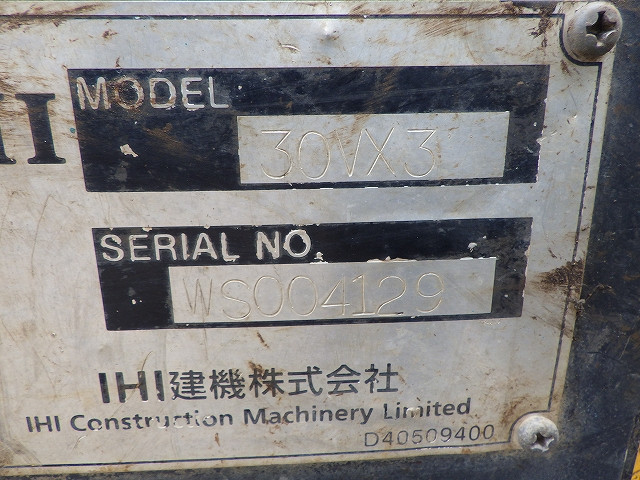 MODEL
30VX3
SERIAL NO
WS004129
IHI建機株式会社
IHI Construction Machinery Limited
D40509400